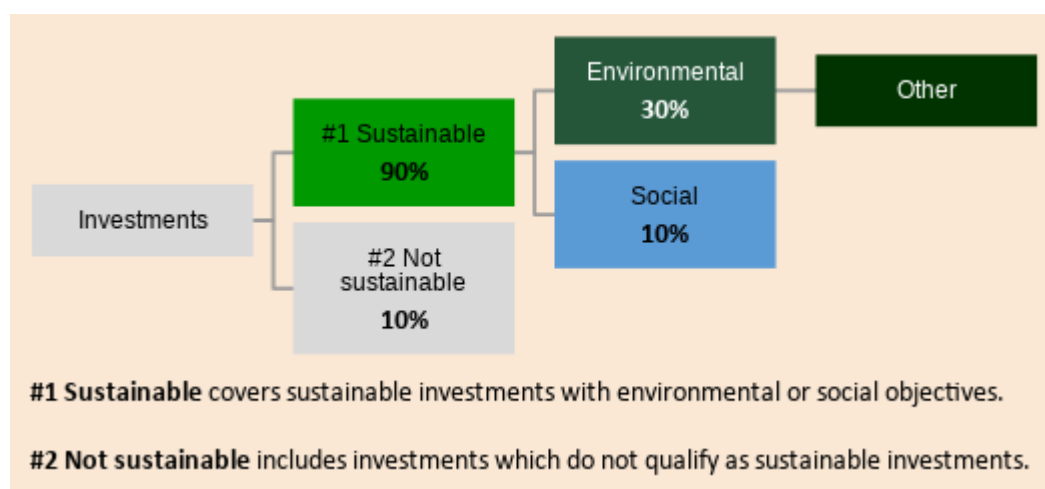 Environmental
30%
Other
#1 Sustainable
90%
Social
10%
Investments
#2 Not
sustainable
10%
#1 Sustainable covers sustainable investments with environmental or social objectives.
#2 Not sustainable includes investments which do not qualify as sustainable investments.